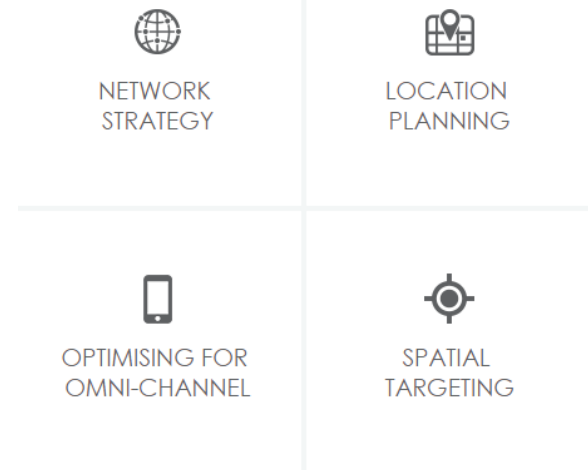 NETWORK
STRATEGY
LOCATION
PLANNING
OPTIMISING FOR
OMNI-CHANNEL
SPATIAL
TARGETING